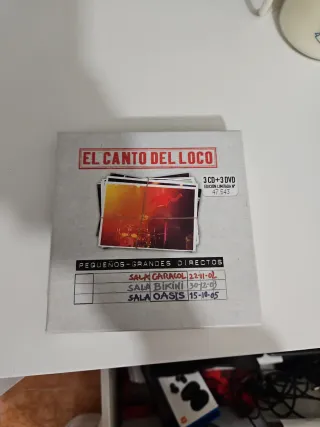 EL CANTO DEL LOCO
3 CD+3 DVD
EDICIÓN LIMITADA Nº
47 543
PEQUEÑOS-GRANDES DIRECTOS
SALA CARACOL 22-11-02
SALA BIKINI 30-12-03
SALA OASIS 15-10-05